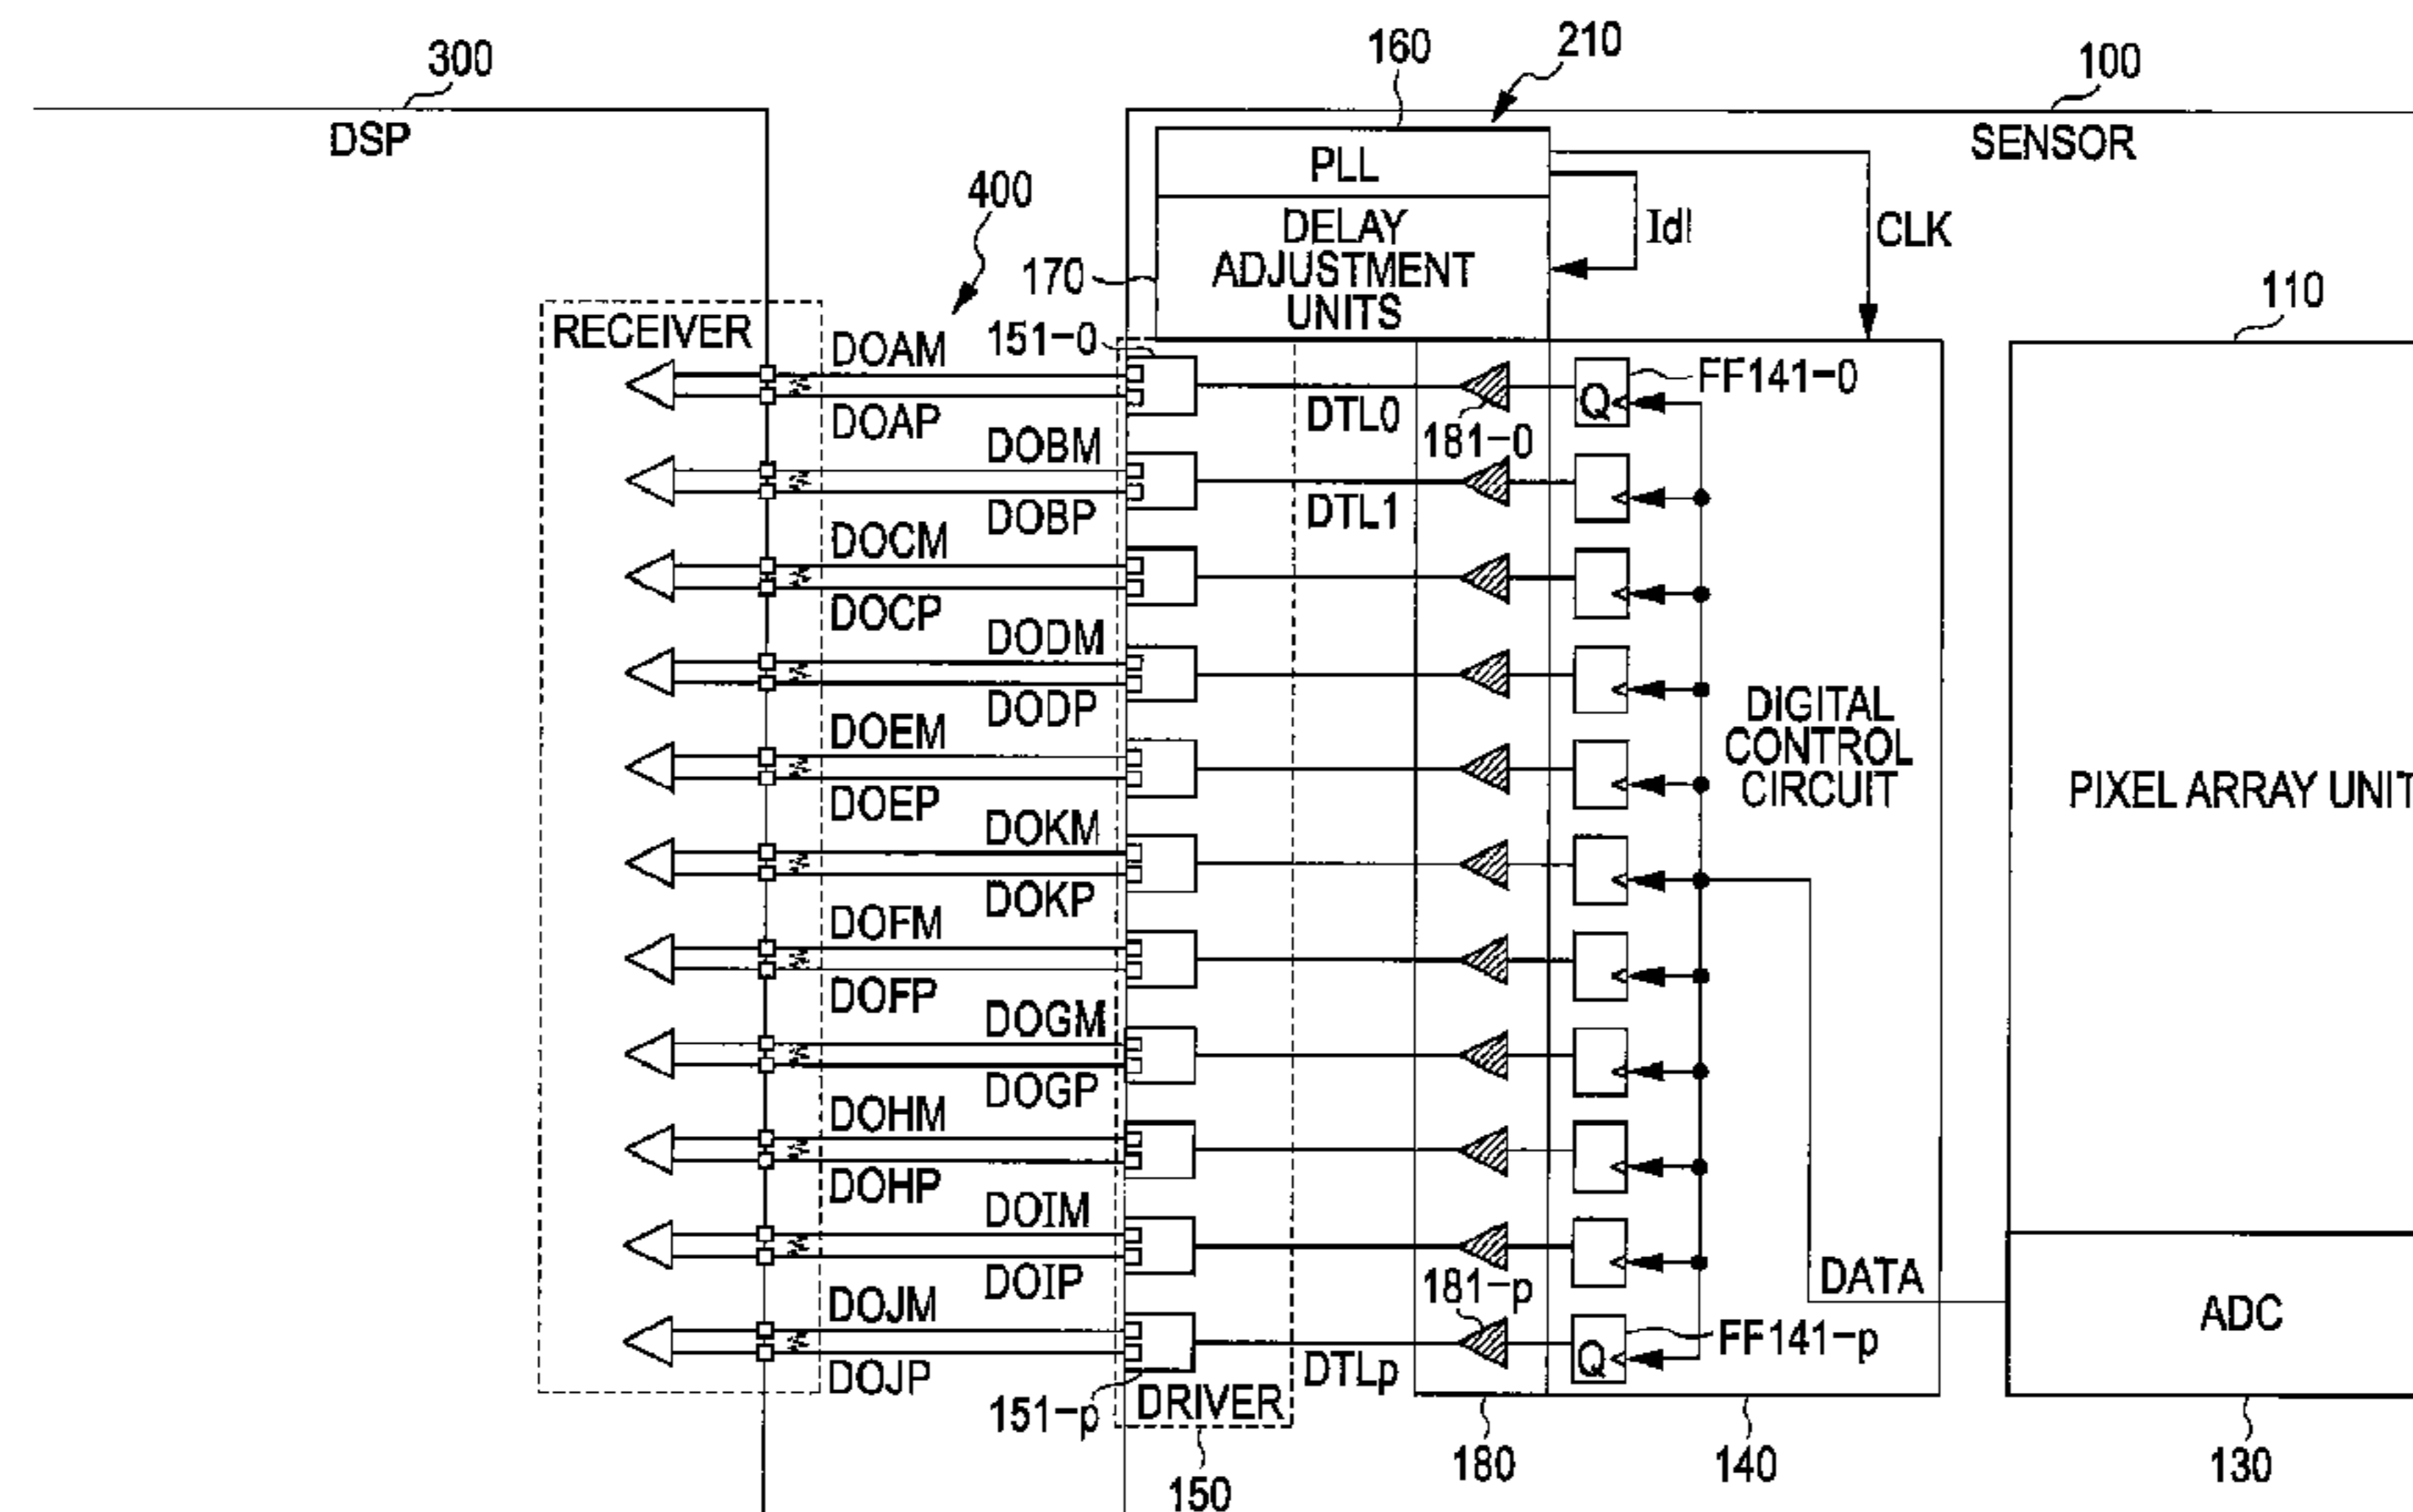 300
160
210
100
DSP
SENSOR
PLL
400
DELAY
ADJUSTMENT
UNITS
Idl
CLK
170
110
RECEIVER
151-0
DOAM
FF141-0
Q
DOAP
DTL0
181-0
DOBM
DOBP
DTL1
DOCM
DOCP
DODM
DODP
DIGITAL
CONTROL
CIRCUIT
DOEM
DOEP
PIXEL ARRAY UNIT
DOKM
DOKP
DOFM
DOFP
DOGM
DOGP
DOHM
DOHP
DOIM
DOIP
181-p
DATA
DOJM
ADC
FF141-p
Q
DOJP
DTLp
151-p
DRIVER
180
140
130
150